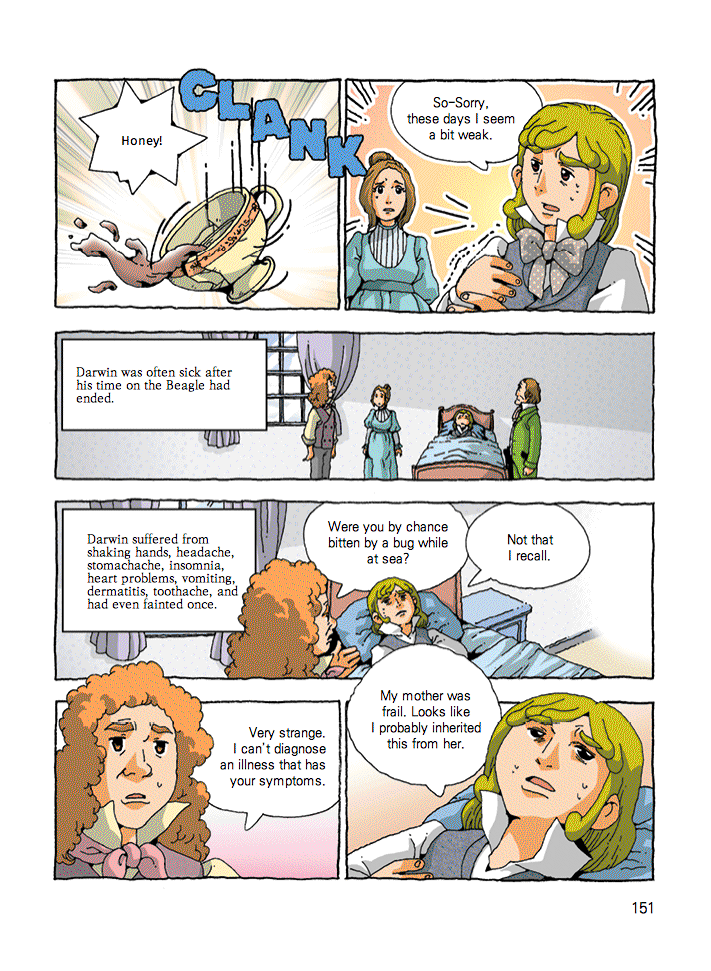 Honey!
CLANK
So-Sorry,
these days I seem
a bit weak.
Darwin was often sick after
his time on the Beagle had
ended.
Darwin suffered from
shaking hands, headache,
stomachache, insomnia,
heart problems, vomiting,
dermatitis, toothache, and
had even fainted once.
Were you by chance
bitten by a bug while
at sea?
Not that
I recall.
Very strange.
I can't diagnose
an illness that has
your symptoms.
My mother was
frail. Looks like
I probably inherited
this from her.
151